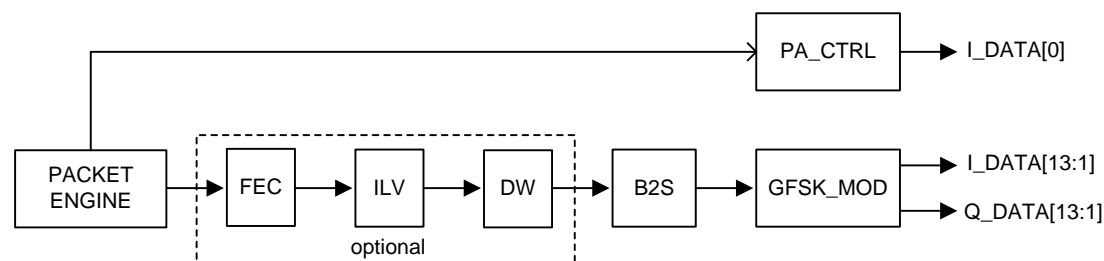 PA_CTRL
I_DATA[0]
PACKET
ENGINE
FEC
ILV
DW
B2S
GFSK_MOD
I_DATA[13:1]
Q_DATA[13:1]
optional